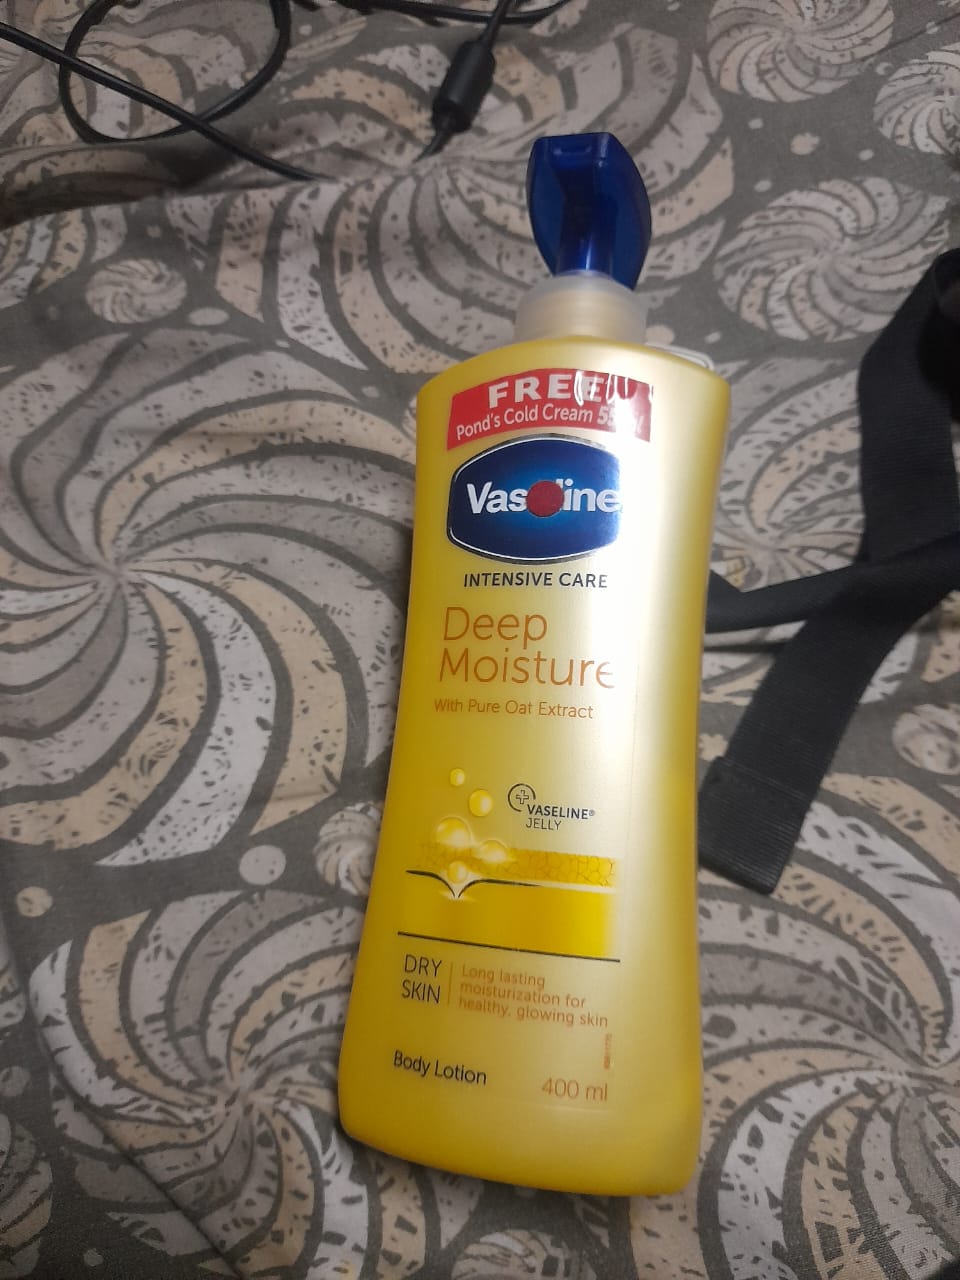 FREE
Pond's Cold Cream
Vaseline
INTENSIVE CARE
Deep
Moisture
With Pure Oat Extract
VASELINE®
JELLY
DRY
SKIN
Long lasting
moisturization for
healthy, glowing skin
Body Lotion
400 ml